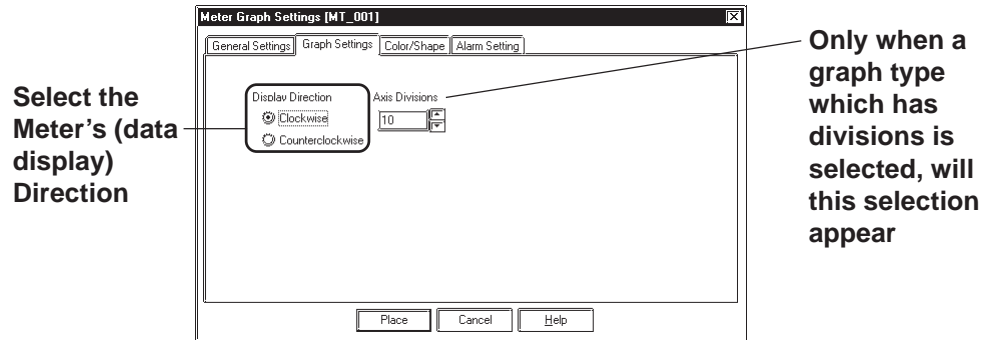 Meter Graph Settings [MT_001]
General Settings Graph Settings Color/Shape Alarm Setting
Select the
Meter's (data
display)
Direction
Display Direction
Clockwise
Counterclockwise
Axis Divisions
10
Only when a
graph type
which has
divisions is
selected, will
this selection
appear
Place Cancel Help